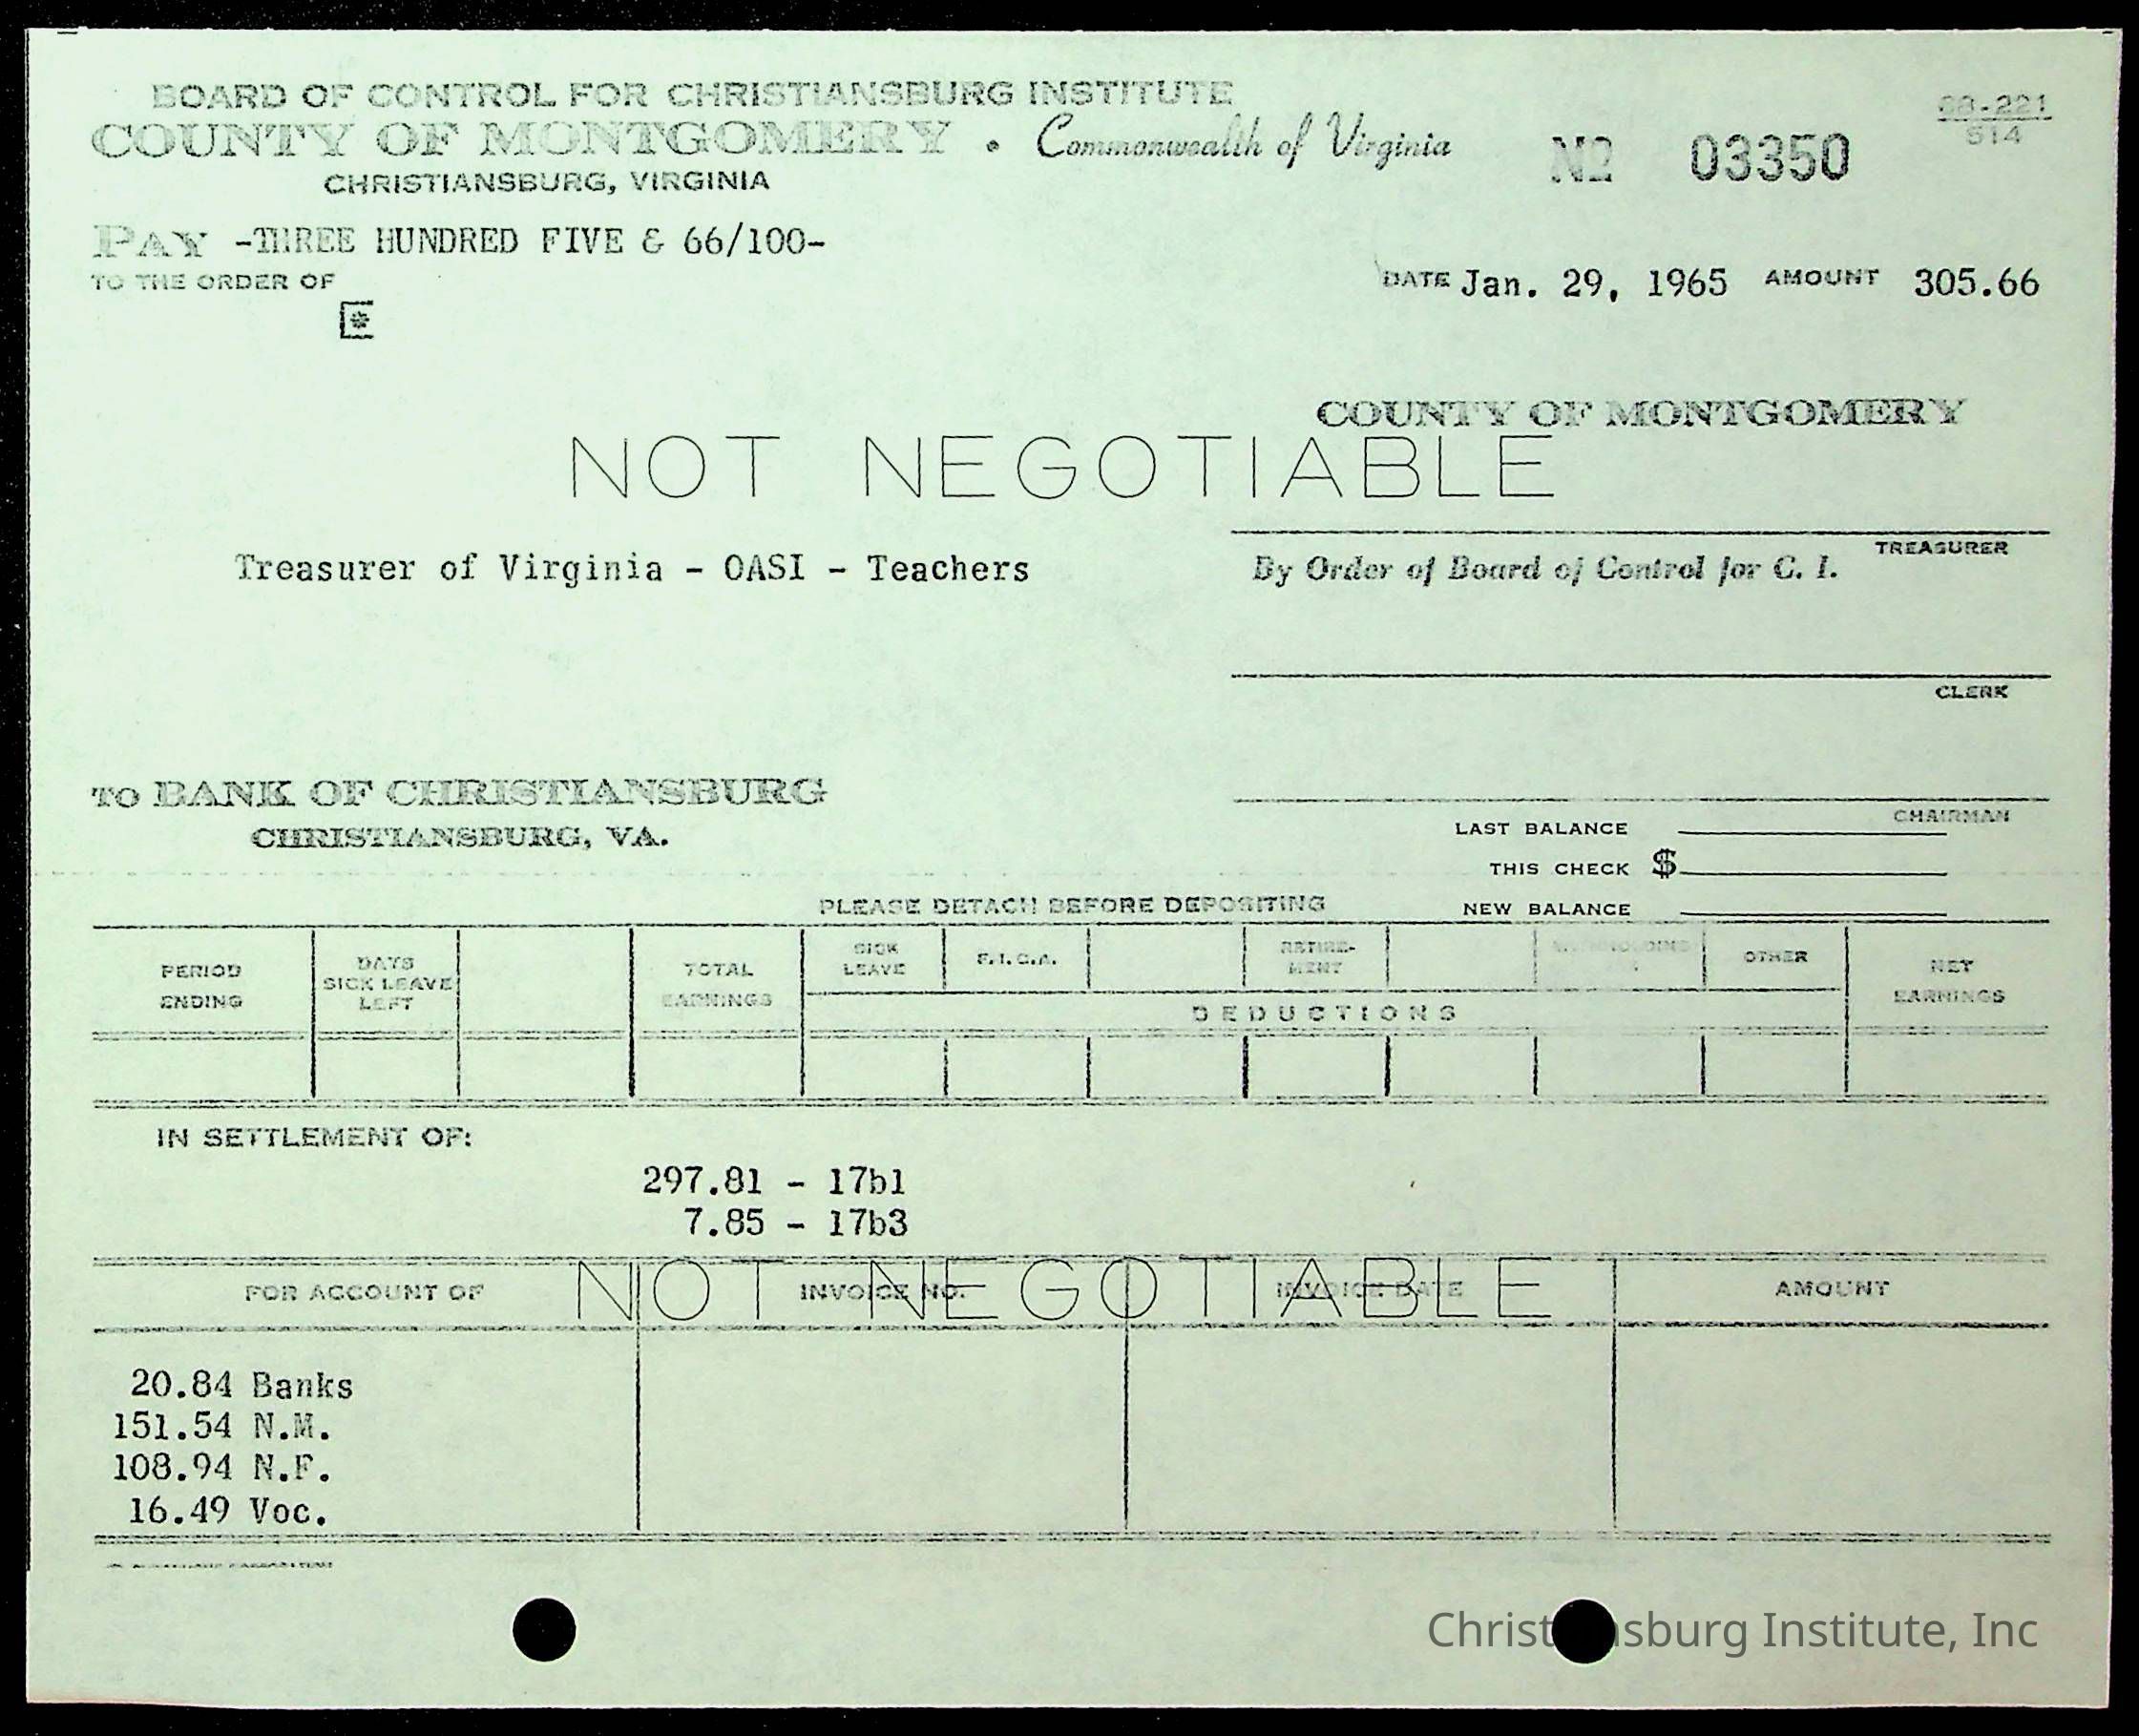 BOARD OF CONTROL FOR CHRISTIANSBURG INSTITUTE
COUNTY OF MONTGOMERY • Commonwealth of Virginia
CHRISTIANSBURG, VIRGINIA
No 03350
68-221
514
PAY -THREE HUNDRED FIVE & 66/100-
TO THE ORDER OF
DATE Jan. 29, 1965 AMOUNT 305.66
COUNTY OF MONTGOMERY
NOT NEGOTIABLE
TREASURER
Treasurer of Virginia - OASI - Teachers
By Order of Board of Control for C. I.
CLERK
TO BANK OF CHRISTIANSBURG
CHRISTIANSBURG, VA.
CHAIRMAN
LAST BALANCE
THIS CHECK $
NEW BALANCE
PLEASE DETACH BEFORE DEPOSITING
PERIOD ENDING
DAYS SICK LEAVE LEFT
TOTAL EARNINGS
SICK LEAVE
F.I.C.A.
RETIRE-MENT
WITHHOLDING
OTHER
NET EARNINGS
DEDUCTIONS
IN SETTLEMENT OF:
297.81 - 17b1
7.85 - 17b3
NOT NEGOTIABLE
FOR ACCOUNT OF INVOICE NO. INVOICE DATE AMOUNT
20.84 Banks
151.54 N.M.
108.94 N.F.
16.49 Voc.
Christiansburg Institute, Inc